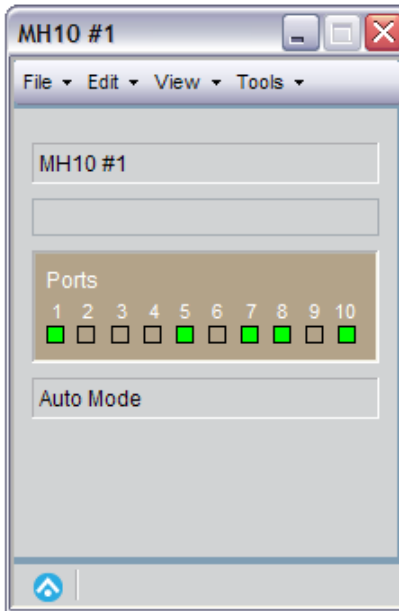 MH10 #1
File Edit View Tools
MH10 #1
Ports
1 2 3 4 5 6 7 8 9 10
Auto Mode